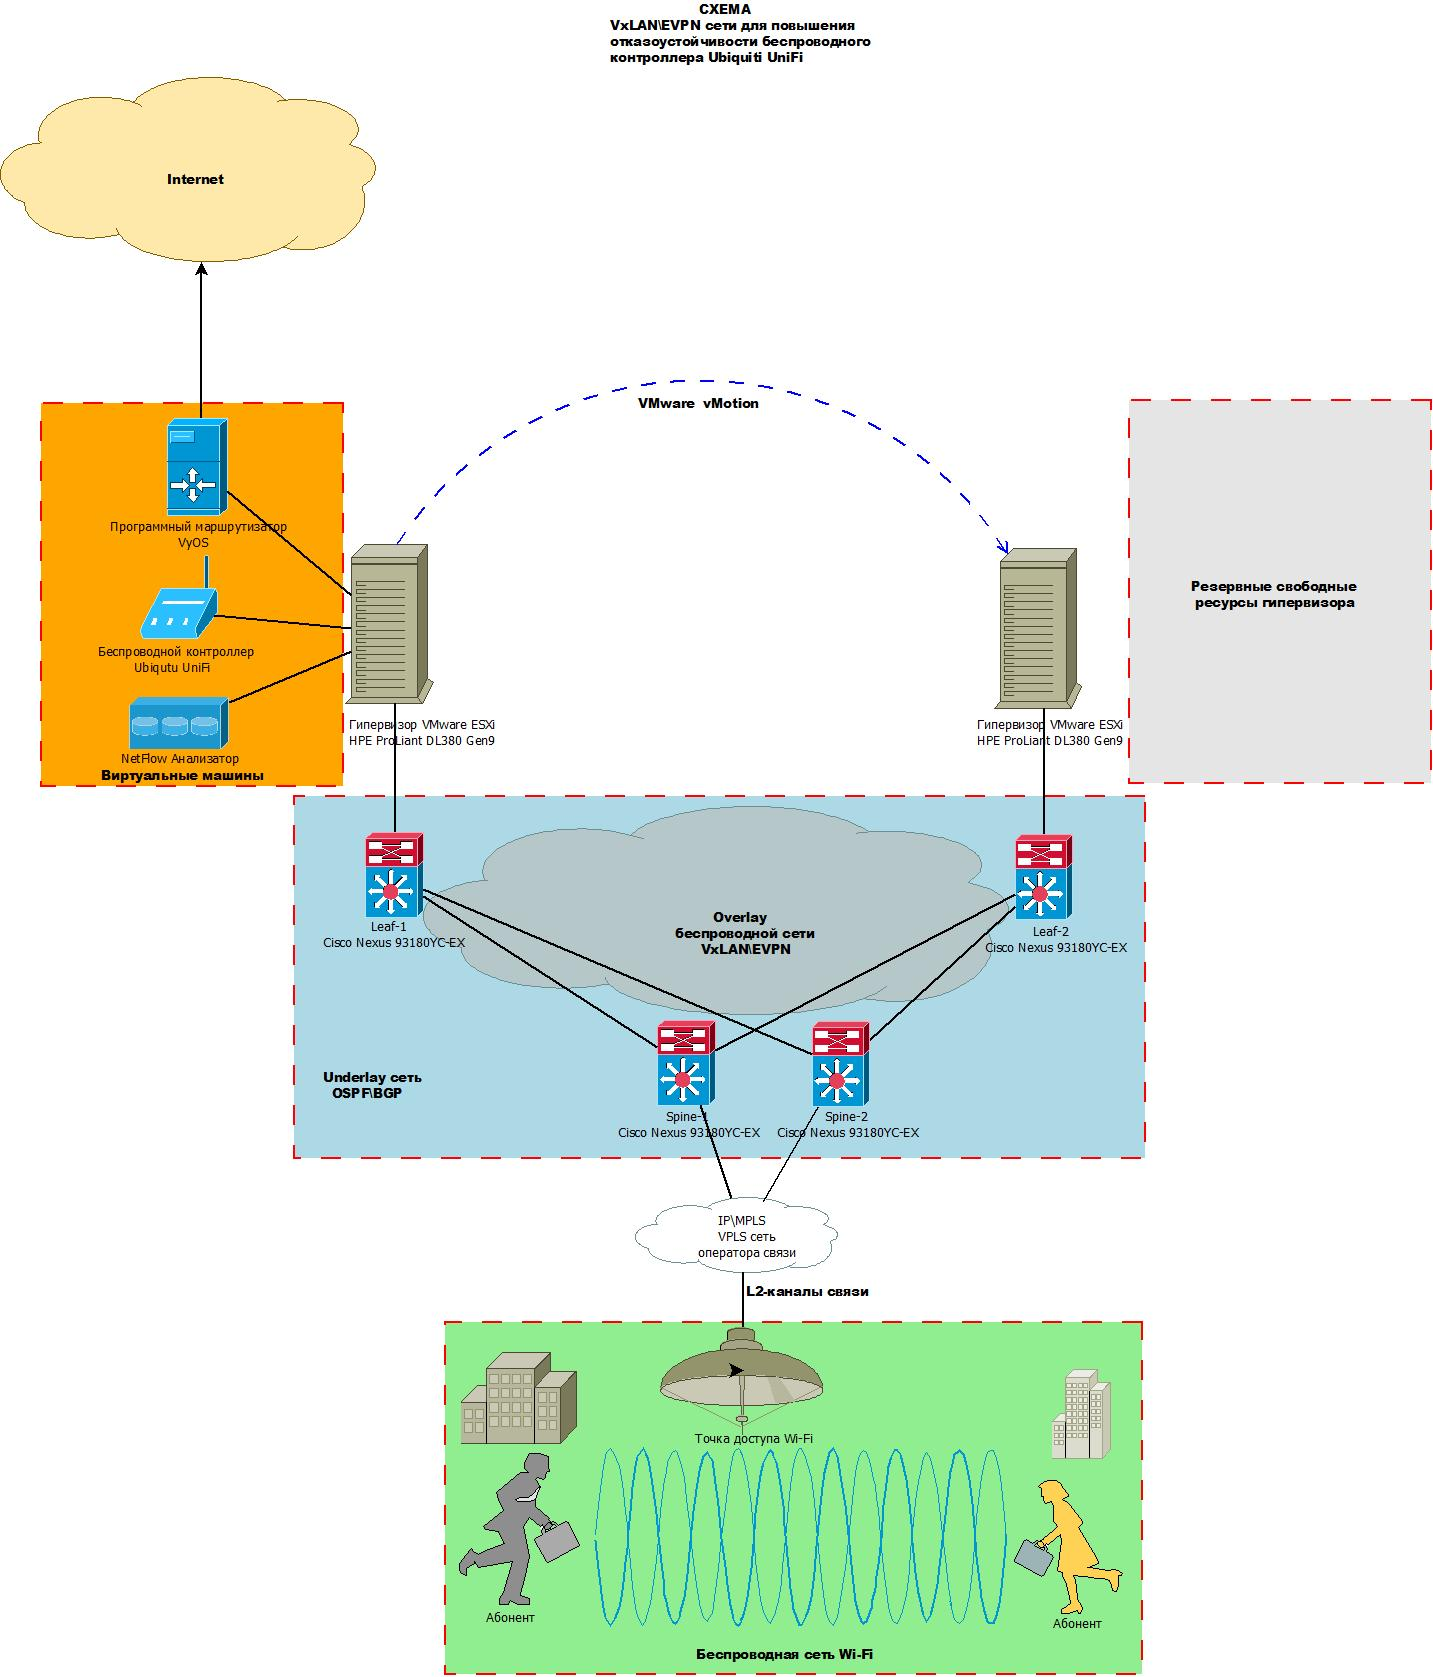 СХЕМА
VxLAN\EVPN сети для повышения
отказоустойчивости беспроводного
контроллера Ubiquiti UniFi
Internet
VMware vMotion
Программный маршрутизатор
VyOS
Беспроводной контроллер
Ubiqutu UniFi
NetFlow Анализатор
Виртуальные машины
Гипервизор VMware ESXi
HPE ProLiant DL380 Gen9
Гипервизор VMware ESXi
HPE ProLiant DL380 Gen9
Резервные свободные
ресурсы гипервизора
Leaf-1
Cisco Nexus 93180YC-EX
Overlay
беспроводной сети
VxLAN\EVPN
Leaf-2
Cisco Nexus 93180YC-EX
Underlay сеть
OSPF\BGP
Spine-1
Cisco Nexus 93180YC-EX
Spine-2
Cisco Nexus 93180YC-EX
IP\MPLS
VPLS сеть
оператора связи
L2-каналы связи
Точка доступа Wi-Fi
Абонент
Абонент
Беспроводная сеть Wi-Fi